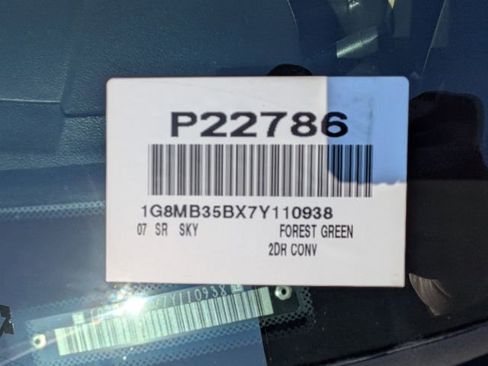 P22786
1G8MB35BX7Y110938
07 SR SKY FOREST GREEN
2DR CONV